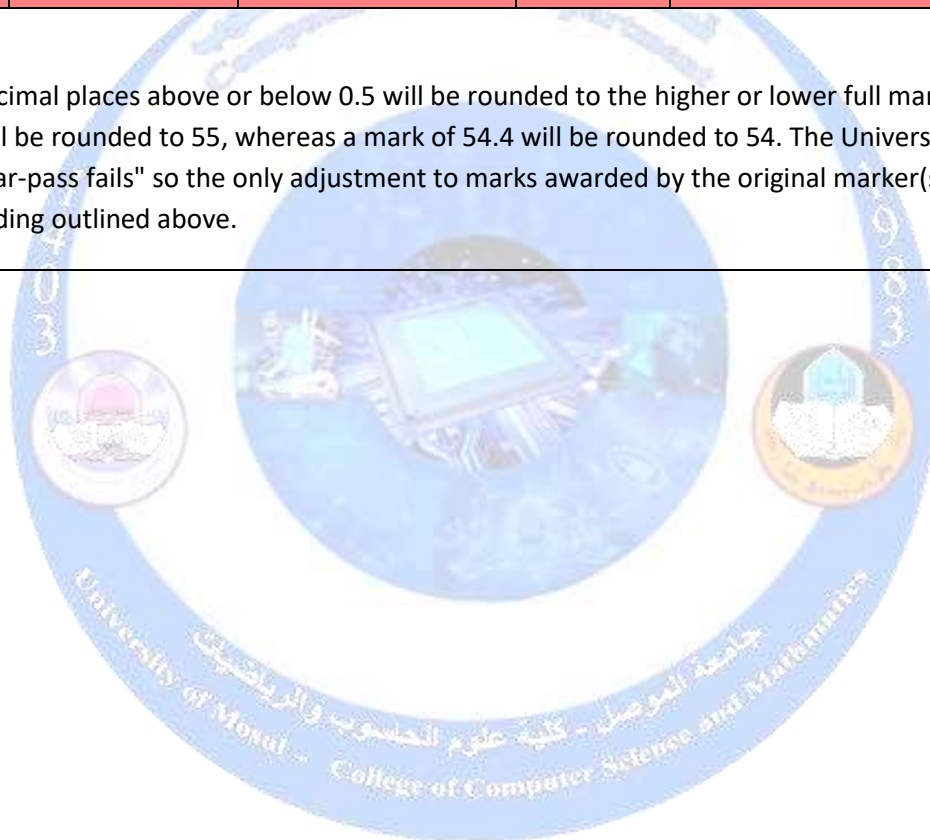 cimal places above or below 0.5 will be rounded to the higher or lower full mar
l be rounded to 55, whereas a mark of 54.4 will be rounded to 54. The Univers
ar-pass fails" so the only adjustment to marks awarded by the original marker(s
ding outlined above.
1983
University of Mosul - College of Computer Science and Mathmatics
جامعة الموصل - كلية علوم الحاسوب والرياضيات